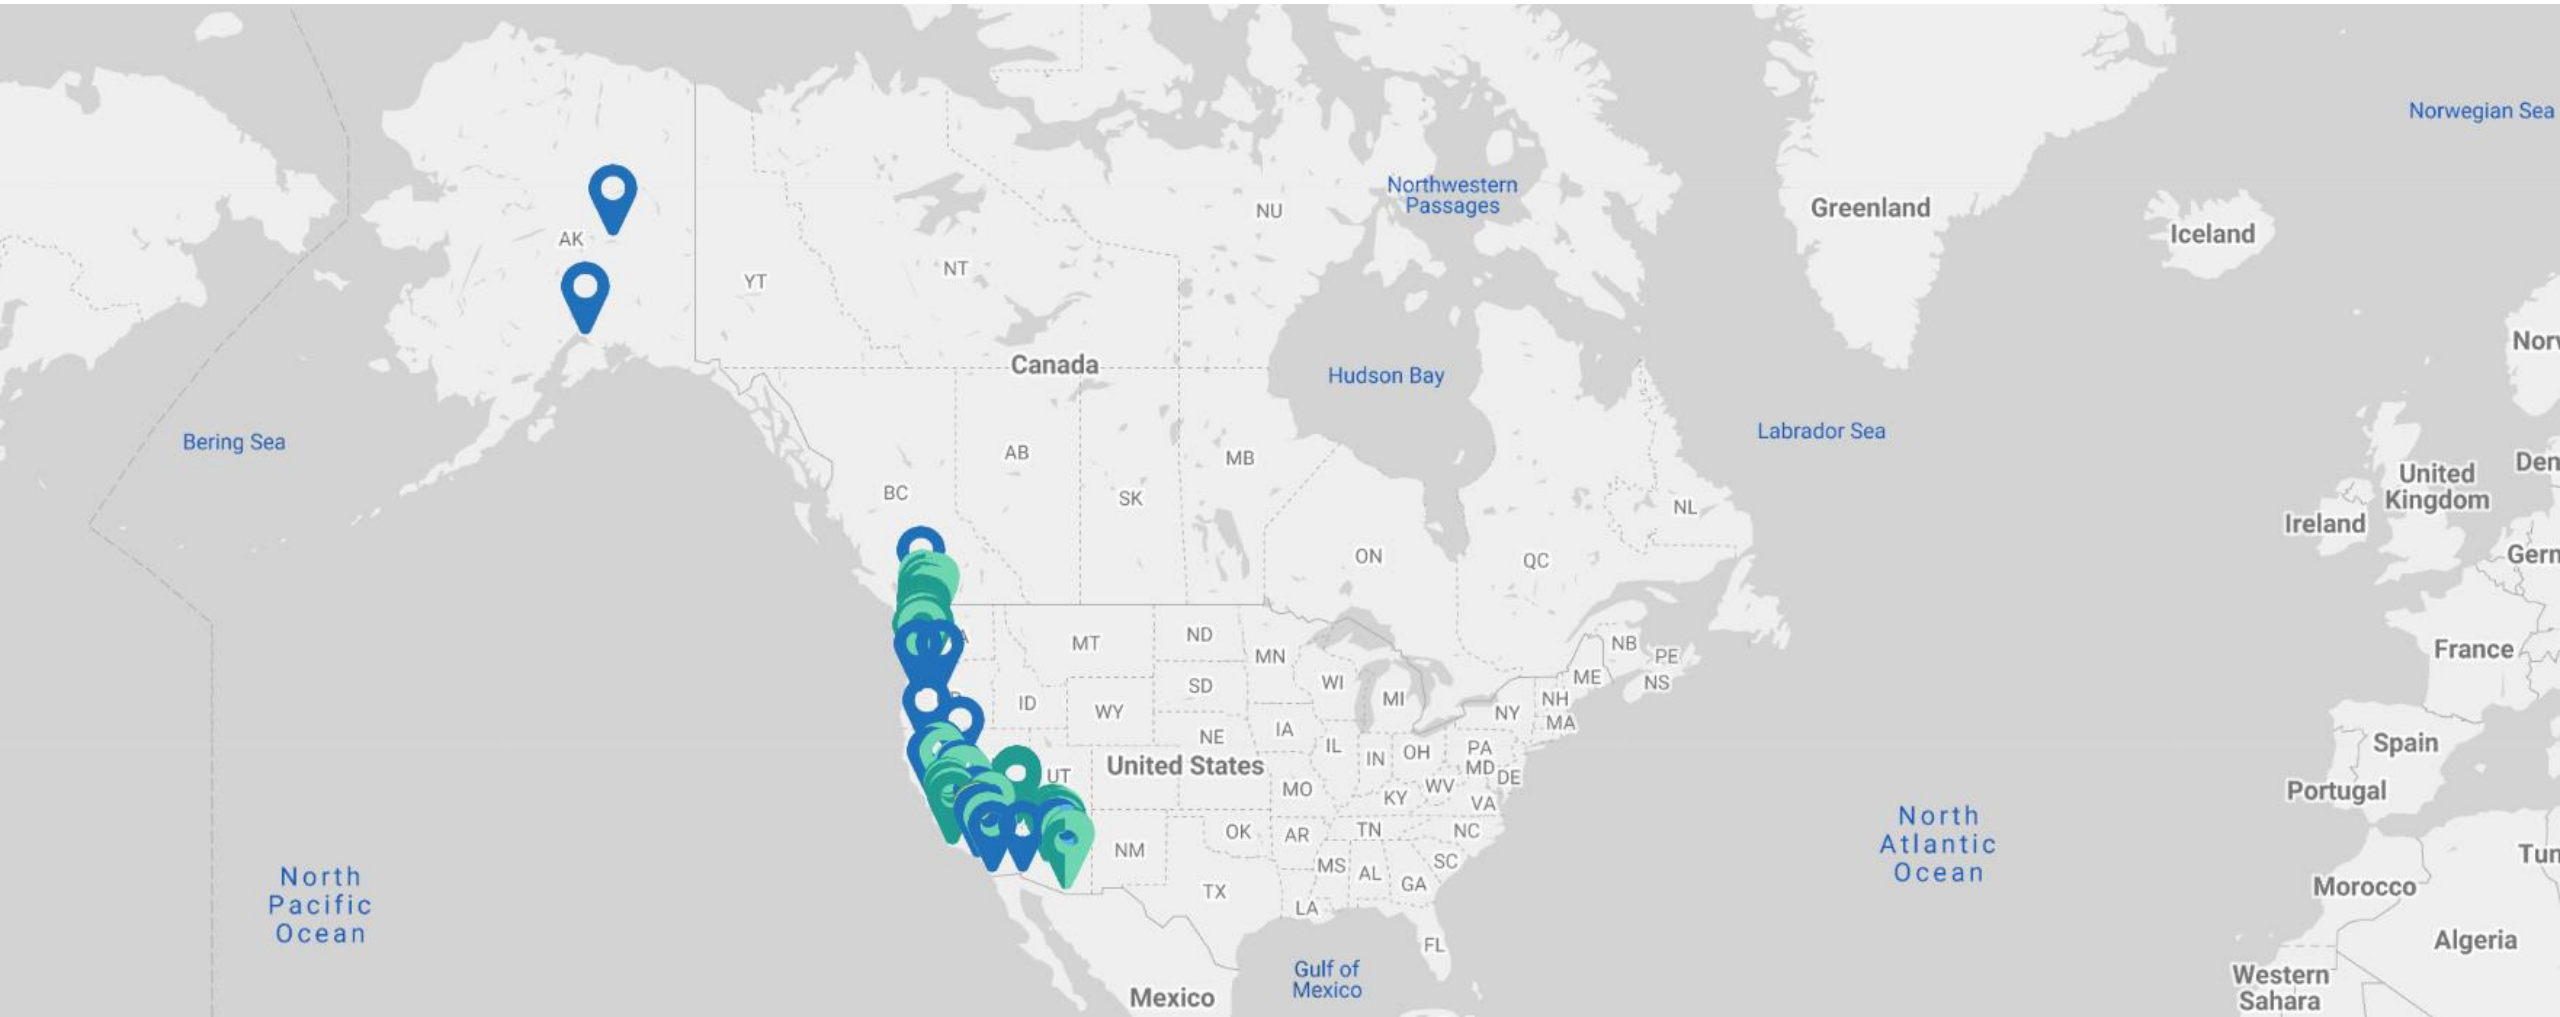 Norwegian Sea
Northwestern
Passages
NU
Greenland
Iceland
AK
NT
YT
Canada
Hudson Bay
Norw
Labrador Sea
Bering Sea
AB
MB
BC
SK
NL
United
Kingdom
Den
Ireland
ON
QC
Germ
MT
ND
MN
NB
PE
France
ID
WY
SD
WI
MI
ME
NS
NH
NY
MA
NE
IA
IL
IN
OH
PA
MD
DE
Spain
UT
United States
MO
KY
WV
VA
Portugal
OK
AR
TN
NC
NM
North
Atlantic
Ocean
TX
MS
AL
SC
GA
LA
Tun
Morocco
North
Pacific
Ocean
FL
Algeria
Gulf of
Mexico
Mexico
Western
Sahara